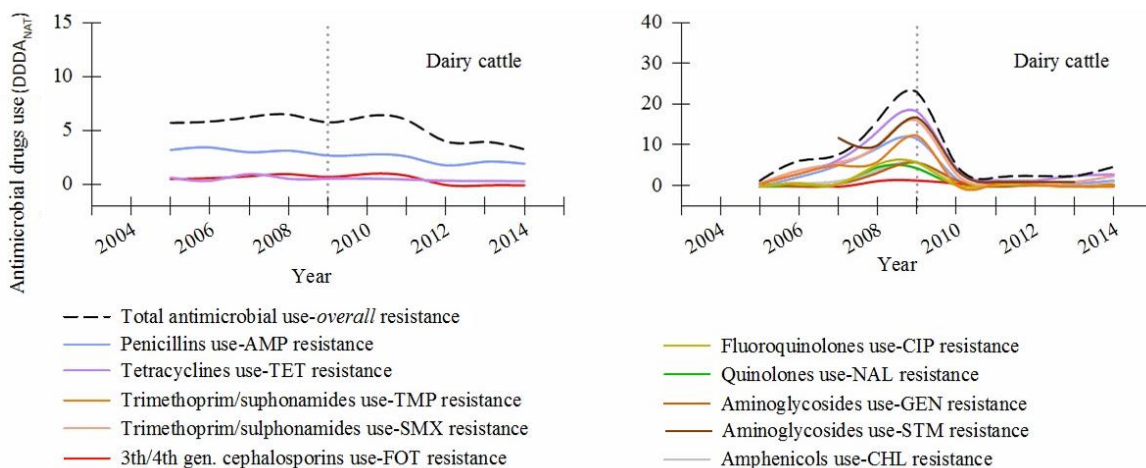 Antimicrobial drugs use (DDDA_NAT)
15
10
5
0
Dairy cattle
2004
2006
2008
2010
2012
2014
Year
40
30
20
10
0
Dairy cattle
2004
2006
2008
2010
2012
2014
Year
Total antimicrobial use-overall resistance
Penicillins use-AMP resistance
Tetracyclines use-TET resistance
Trimethoprim/suphonamides use-TMP resistance
Trimethoprim/sulphonamides use-SMX resistance
3th/4th gen. cephalosporins use-FOT resistance
Fluoroquinolones use-CIP resistance
Quinolones use-NAL resistance
Aminoglycosides use-GEN resistance
Aminoglycosides use-STM resistance
Amphenicols use-CHL resistance